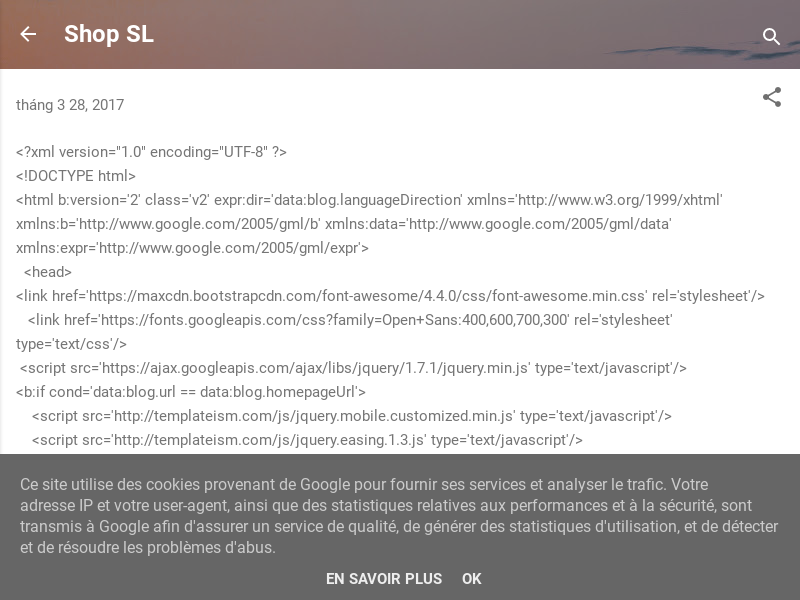 Shop SL
tháng 3 28, 2017
<?xml version="1.0" encoding="UTF-8" ?>
<!DOCTYPE html>
<html b:version='2' class='v2' expr:dir='data:blog.languageDirection' xmlns='http://www.w3.org/1999/xhtml'
xmlns:b='http://www.google.com/2005/gml/b' xmlns:data='http://www.google.com/2005/gml/data'
xmlns:expr='http://www.google.com/2005/gml/expr'>
<head>
<link href='https://maxcdn.bootstrapcdn.com/font-awesome/4.4.0/css/font-awesome.min.css' rel='stylesheet'/>
<link href='https://fonts.googleapis.com/css?family=Open+Sans:400,600,700,300' rel='stylesheet'
type='text/css'/>
<script src='https://ajax.googleapis.com/ajax/libs/jquery/1.7.1/jquery.min.js' type='text/javascript'/>
<b:if cond='data:blog.url == data:blog.homepageUrl'>
<script src='http://templateism.com/js/jquery.mobile.customized.min.js' type='text/javascript'/>
<script src='http://templateism.com/js/jquery.easing.1.3.js' type='text/javascript'/>
Ce site utilise des cookies provenant de Google pour fournir ses services et analyser le trafic. Votre
adresse IP et votre user-agent, ainsi que des statistiques relatives aux performances et à la sécurité, sont
transmis à Google afin d'assurer un service de qualité, de générer des statistiques d'utilisation, et de détecter
et de résoudre les problèmes d'abus.
EN SAVOIR PLUS OK